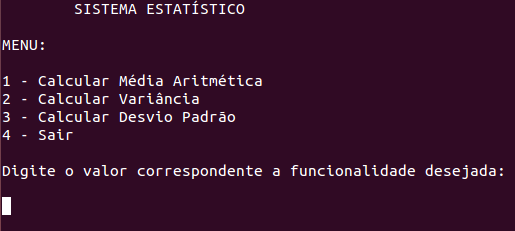 SISTEMA ESTATÍSTICO
MENU:
1 - Calcular Média Aritmética
2 - Calcular Variância
3 - Calcular Desvio Padrão
4 - Sair
Digite o valor correspondente a funcionalidade desejada: